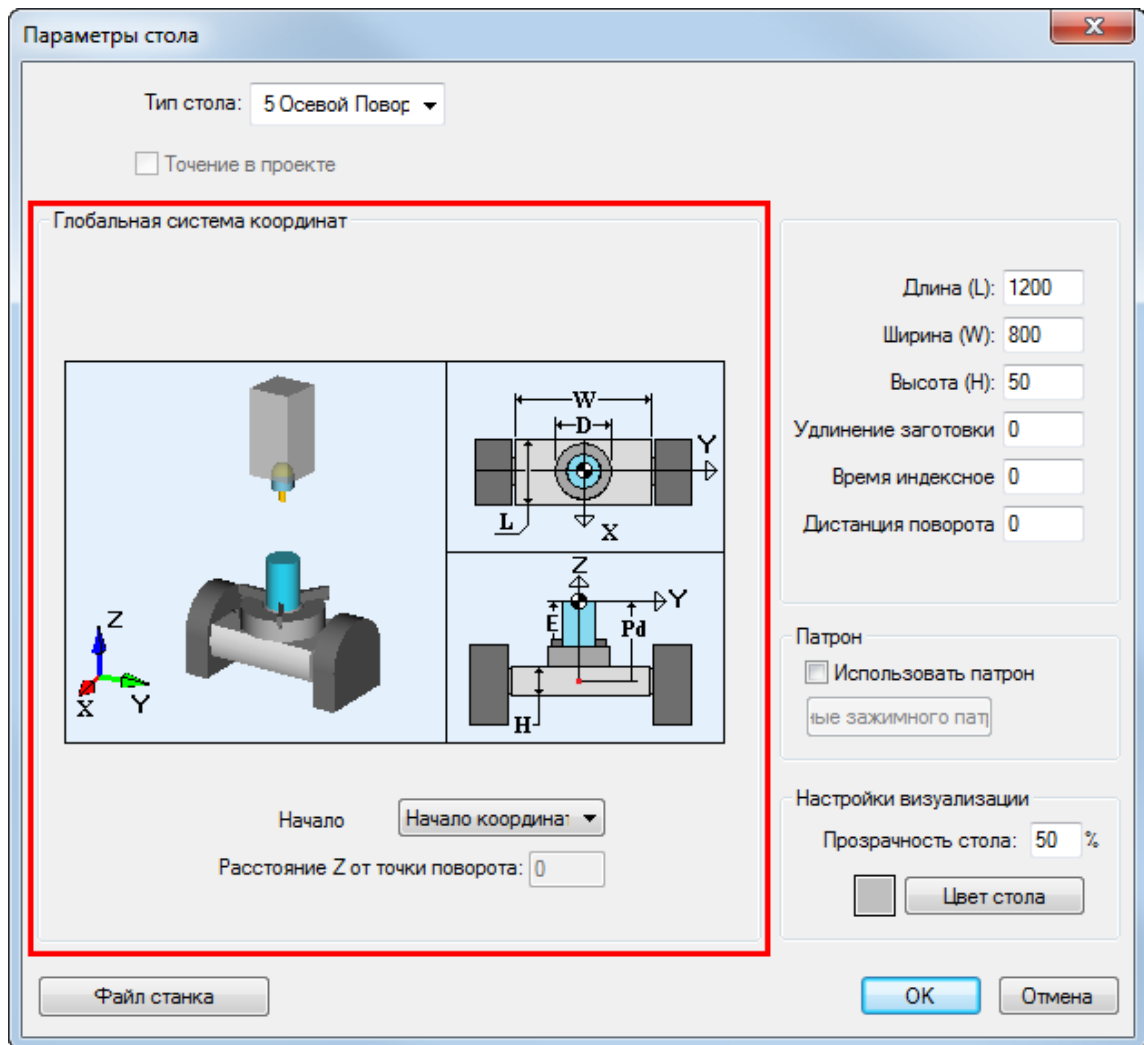 Параметры стола
Тип стола: 5 Осевой Повор
Точение в проекте
Глобальная система координат
W
D
Y
L
X
Z
Y
E
Pd
H
Z
X
Y
Начало Начало координат
Расстояние Z от точки поворота: 0
Длина (L): 1200
Ширина (W): 800
Высота (H): 50
Удлинение заготовки 0
Время индексное 0
Дистанция поворота 0
Патрон
Использовать патрон
ные зажимного пат
Настройки визуализации
Прозрачность стола: 50 %
Цвет стола
Файл станка
OK
Отмена